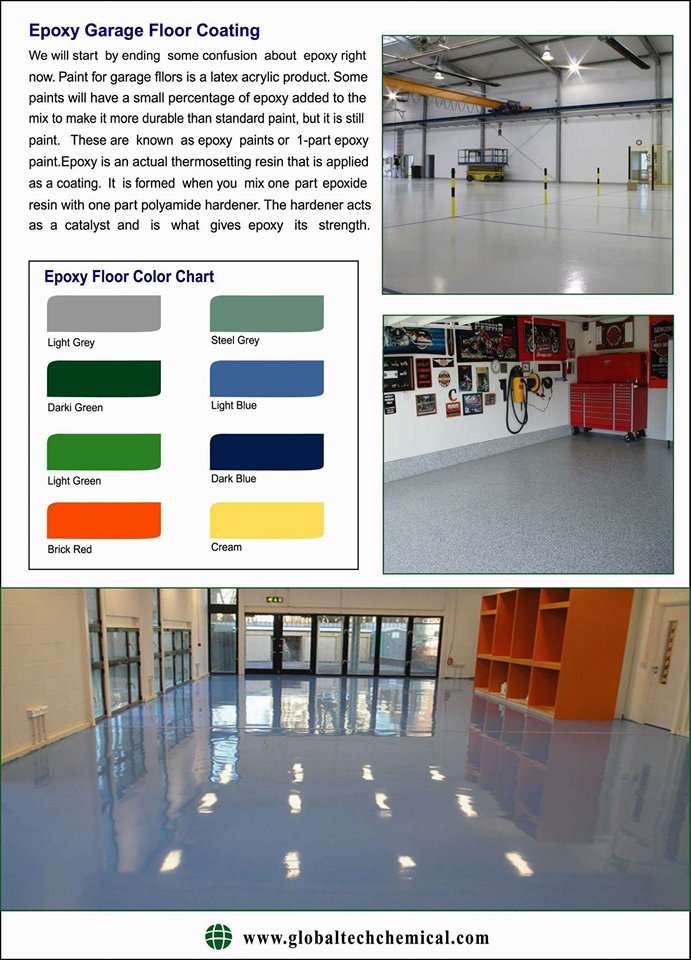 Epoxy Garage Floor Coating
We will start by ending some confusion about epoxy right
now. Paint for garage fllors is a latex acrylic product. Some
paints will have a small percentage of epoxy added to the
mix to make it more durable than standard paint, but it is still
paint. These are known as epoxy paints or 1-part epoxy
paint.Epoxy is an actual thermosetting resin that is applied
as a coating. It is formed when you mix one part epoxide
resin with one part polyamide hardener. The hardener acts
as a catalyst and is what gives epoxy its strength.
Epoxy Floor Color Chart
Light Grey
Steel Grey
Darki Green
Light Blue
Light Green
Dark Blue
Brick Red
Cream
GENUINE
OIL
C
www.globaltechchemical.com